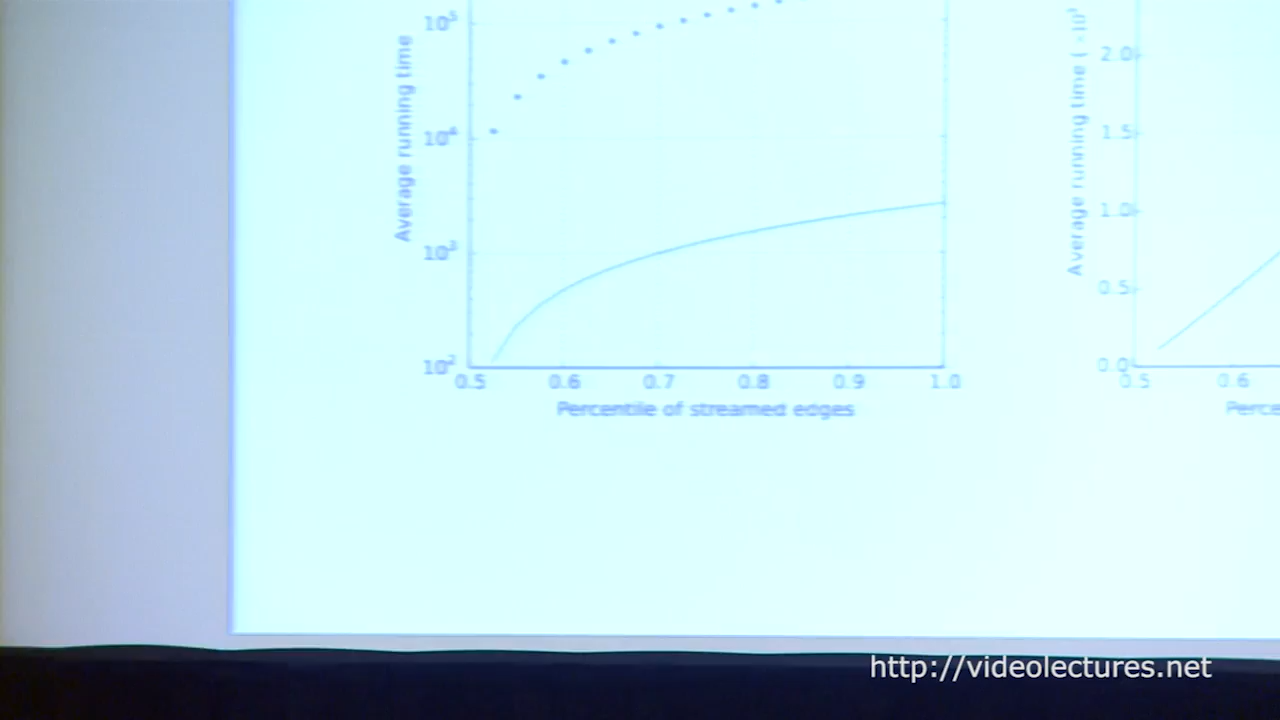 10⁵
10⁴
10³
10²
Average running time
0.5 0.6 0.7 0.8 0.9 1.0
Percentile of streamed edges
2.0
1.5
1.0
0.5
0.0
Average running time
0.5 0.6
http://videolectures.net